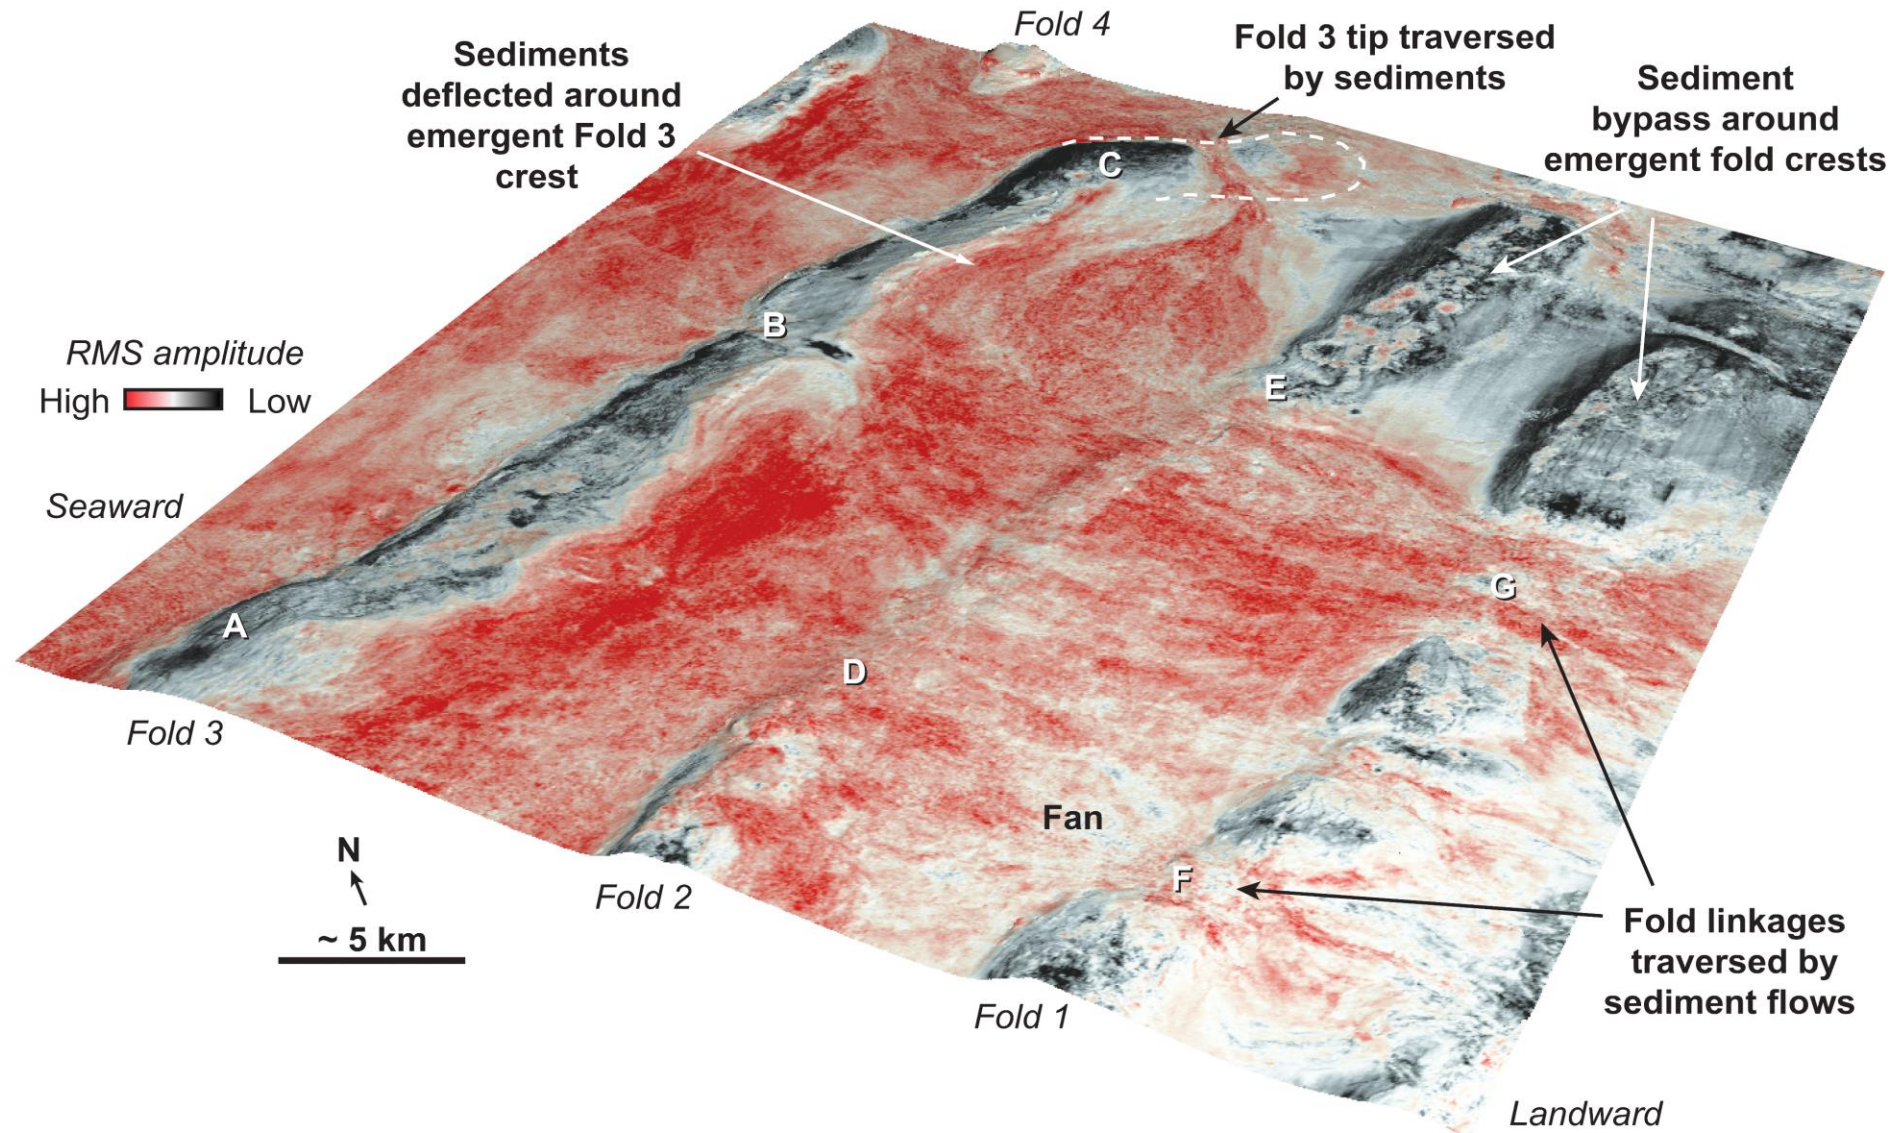 Fold 4
Sediments
deflected around
emergent Fold 3
crest
Fold 3 tip traversed
by sediments
Sediment
bypass around
emergent fold crests
C
B
RMS amplitude
High
Low
E
Seaward
G
A
D
Fold 3
Fan
N
~ 5 km
F
Fold 2
Fold linkages
traversed by
sediment flows
Fold 1
Landward